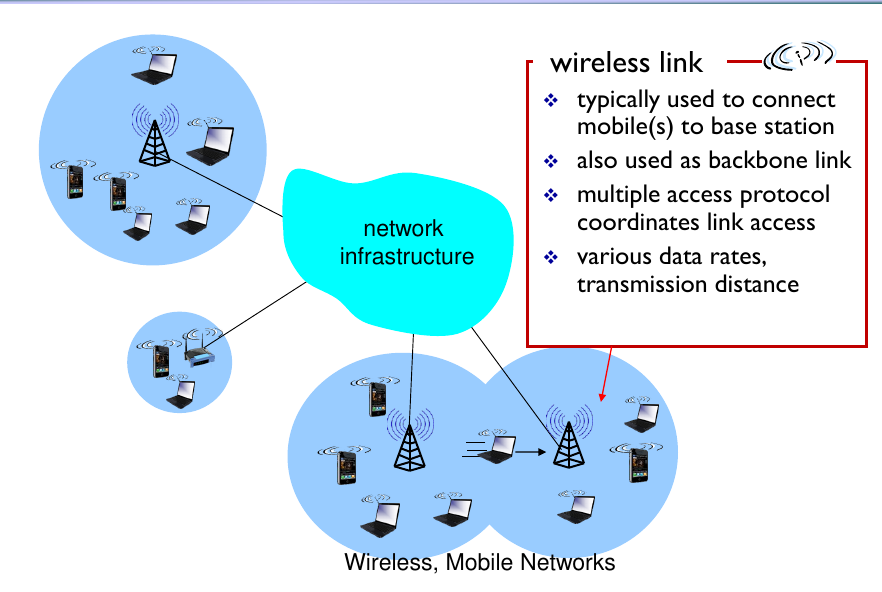 wireless link
❖ typically used to connect
mobile(s) to base station
❖ also used as backbone link
❖ multiple access protocol
coordinates link access
❖ various data rates,
transmission distance
network
infrastructure
Wireless, Mobile Networks